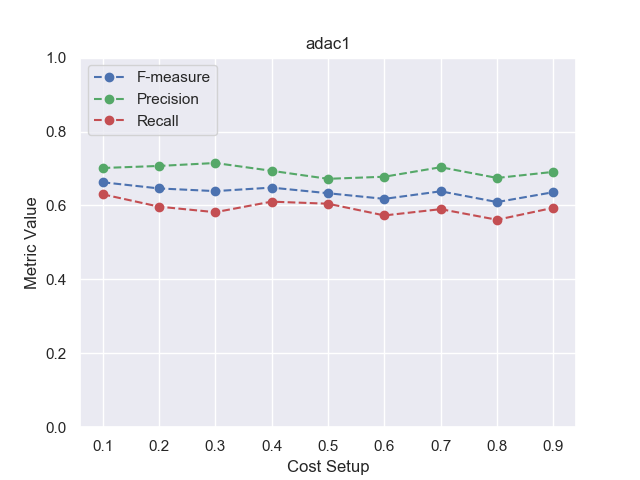 adac1
1.0
0.8
0.6
0.4
0.2
0.0
Metric Value
F-measure
Precision
Recall
0.1 0.2 0.3 0.4 0.5 0.6 0.7 0.8 0.9
Cost Setup